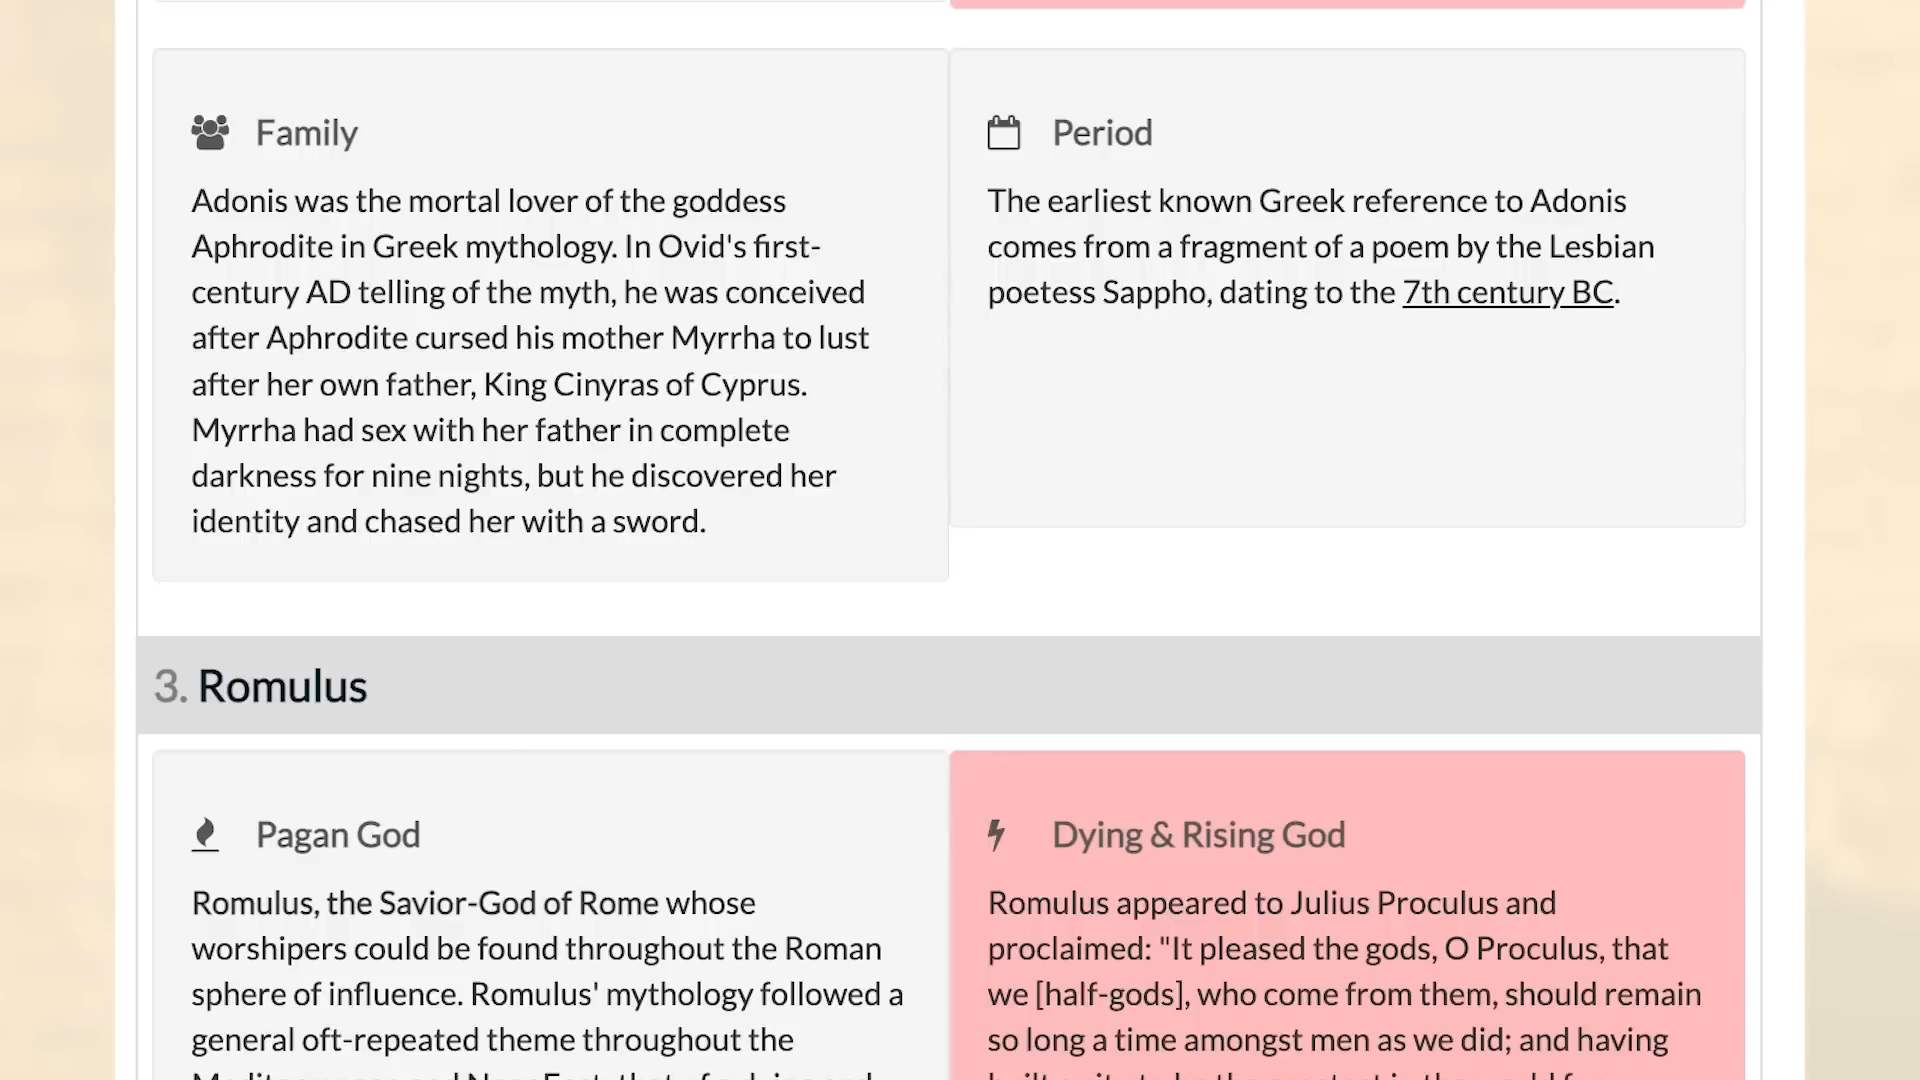 Family
Adonis was the mortal lover of the goddess
Aphrodite in Greek mythology. In Ovid's first-
century AD telling of the myth, he was conceived
after Aphrodite cursed his mother Myrrha to lust
after her own father, King Cinyras of Cyprus.
Myrrha had sex with her father in complete
darkness for nine nights, but he discovered her
identity and chased her with a sword.
Period
The earliest known Greek reference to Adonis
comes from a fragment of a poem by the Lesbian
poetess Sappho, dating to the 7th century BC.
3. Romulus
Pagan God
Romulus, the Savior-God of Rome whose
worshipers could be found throughout the Roman
sphere of influence. Romulus' mythology followed a
general oft-repeated theme throughout the
Dying & Rising God
Romulus appeared to Julius Proculus and
proclaimed: "It pleased the gods, O Proculus, that
we [half-gods], who come from them, should remain
so long a time amongst men as we did; and having